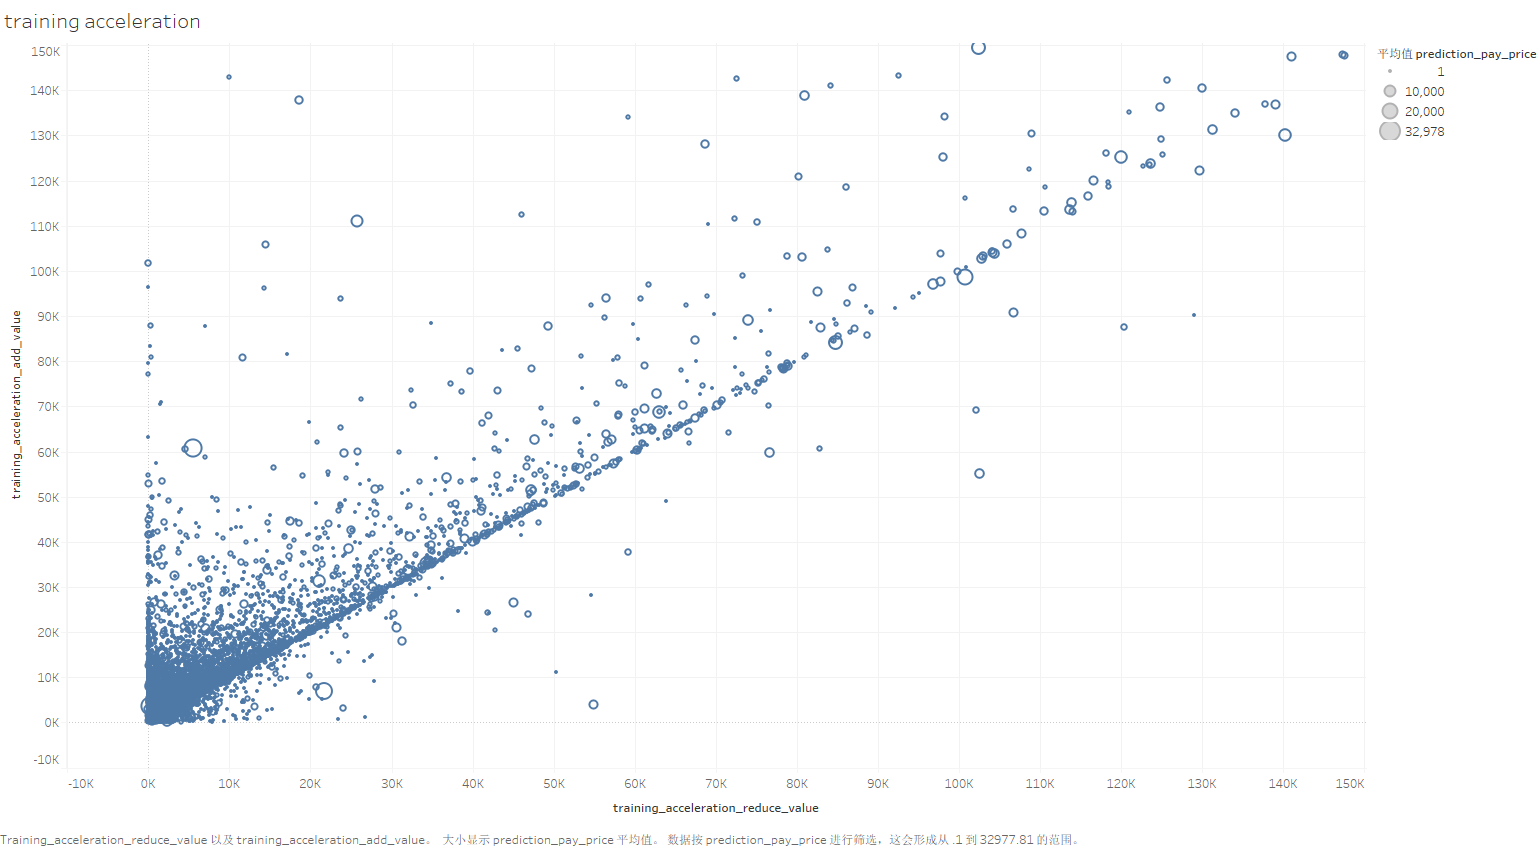 training acceleration
平均值 prediction_pay_price
1
10,000
20,000
32,978
training_acceleration_add_value
150K
140K
130K
120K
110K
100K
90K
80K
70K
60K
50K
40K
30K
20K
10K
0K
-10K
-10K 0K 10K 20K 30K 40K 50K 60K 70K 80K 90K 100K 110K 120K 130K 140K 150K
training_acceleration_reduce_value
Training_acceleration_reduce_value 以及 training_acceleration_add_value。 大小显示 prediction_pay_price 平均值。 数据按 prediction_pay_price 进行筛选，这会形成从 .1 到 32977.81 的范围。